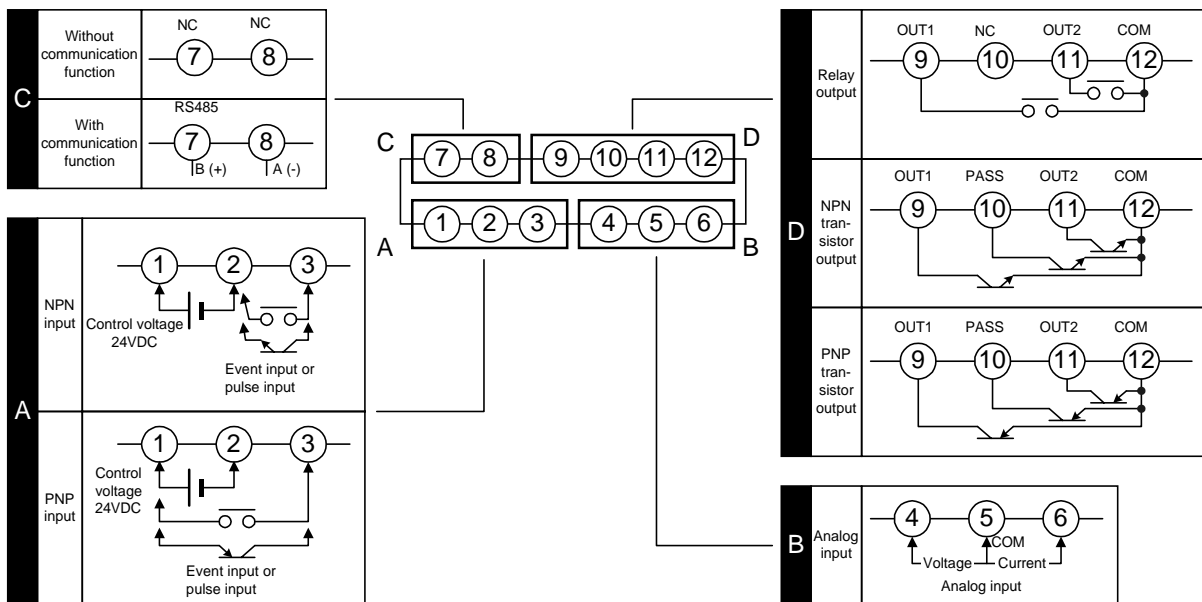 C
Without
communication
function
NC NC
7 8
With
communication
function
RS485
7 8
B (+) A (-)
A
NPN
input
1 2 3
Control voltage
24VDC
Event input or
pulse input
PNP
input
1 2 3
Control
voltage
24VDC
Event input or
pulse input
C D
7 8 9 10 11 12
1 2 3 4 5 6
A B
D
Relay
output
OUT1 NC OUT2 COM
9 10 11 12
NPN
tran-
sistor
output
OUT1 PASS OUT2 COM
9 10 11 12
PNP
tran-
sistor
output
OUT1 PASS OUT2 COM
9 10 11 12
B
Analog
input
4 5 6
COM
Voltage Current
Analog input